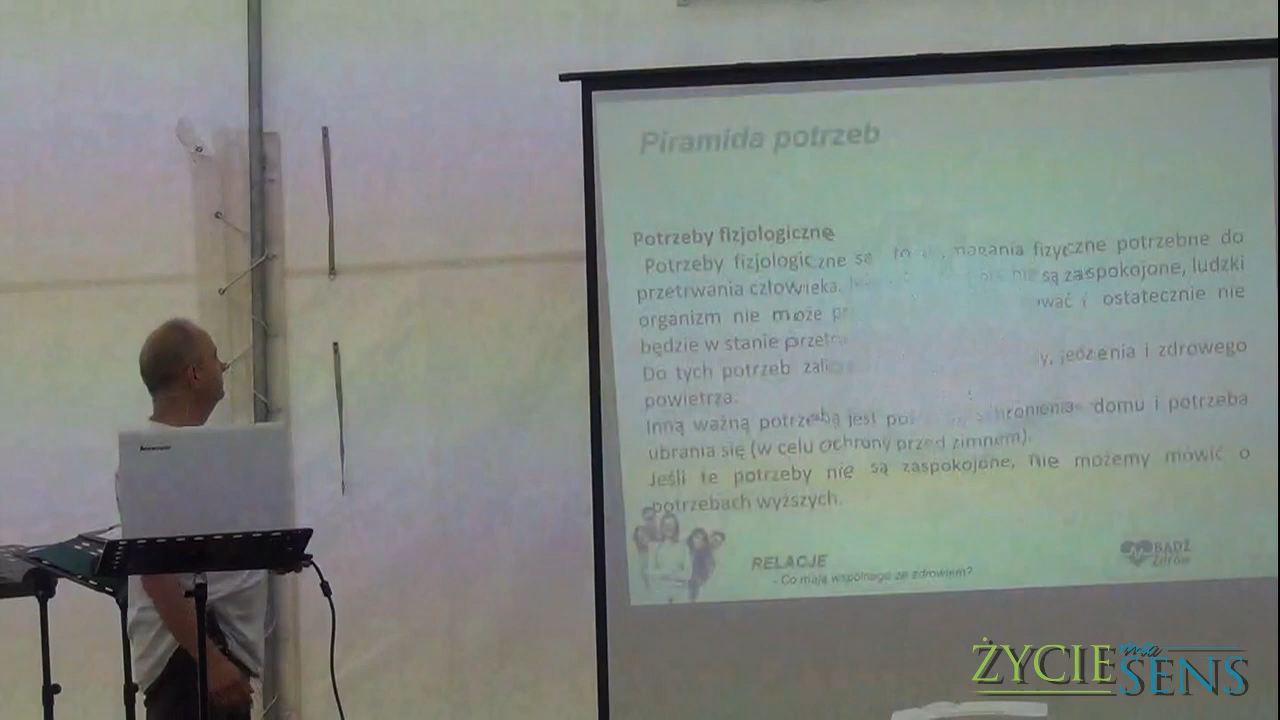 Piramida potrzeb
Potrzeby fizjologiczne
Potrzeby fizjologiczne są to wymagania fizyczne potrzebne do
przetrwania człowieka. są zaspokojone, ludzki
organizm nie może ostatecznie nie
będzie w stanie
Do tych potrzeb jedzenia i zdrowego
powietrza.
Inną ważną potrzebą jest schronienia domu i potrzeba
ubrania się (w celu ochrony przed zimnem).
Jeśli te potrzeby nie są zaspokojone, nie możemy mówić o
potrzebach wyższych.
RELACJE
- Co mają wspólnego ze zdrowiem?
BĄDŹ
Zdrów
lenovo
ŻYCIE ma
SENS